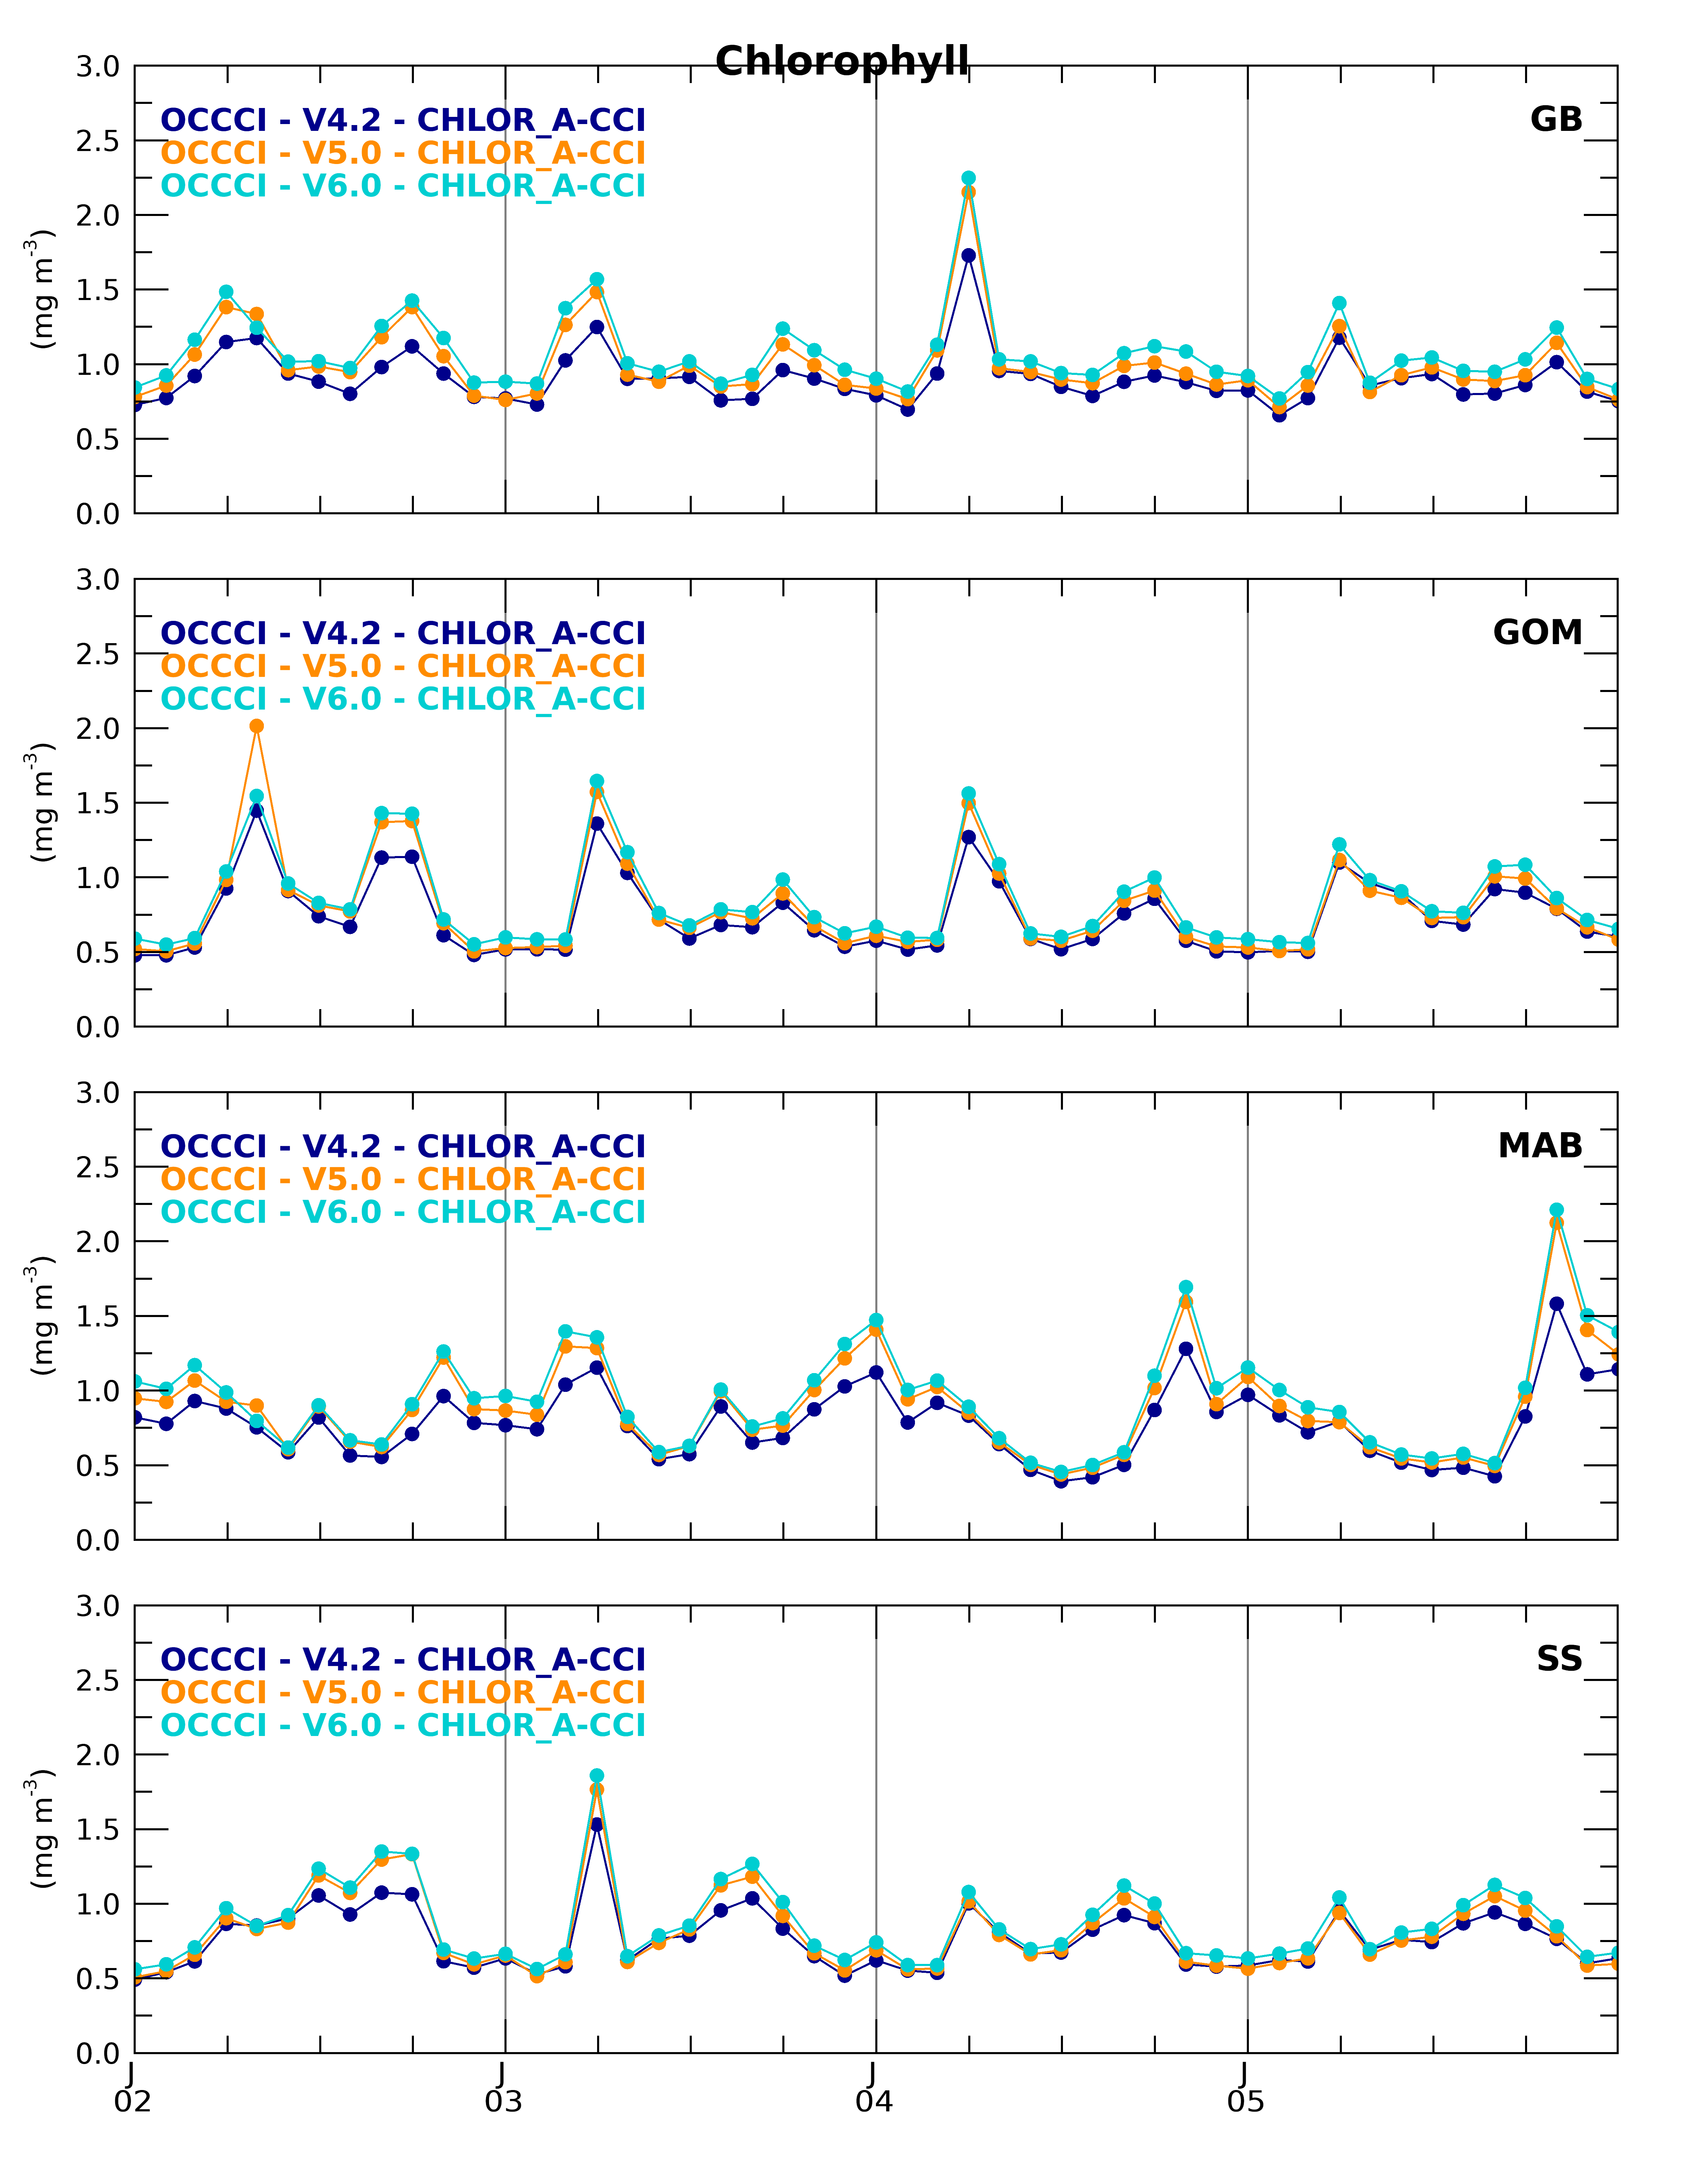 Chlorophyll
3.0
OCCCI - V4.2 - CHLOR_A-CCI
GB
2.5
OCCCI - V5.0 - CHLOR_A-CCI
OCCCI - V6.0 - CHLOR_A-CCI
2.0
(mg m⁻³)
1.5
1.0
0.5
0.0
3.0
OCCCI - V4.2 - CHLOR_A-CCI
GOM
2.5
OCCCI - V5.0 - CHLOR_A-CCI
OCCCI - V6.0 - CHLOR_A-CCI
2.0
(mg m⁻³)
1.5
1.0
0.5
0.0
3.0
OCCCI - V4.2 - CHLOR_A-CCI
MAB
2.5
OCCCI - V5.0 - CHLOR_A-CCI
OCCCI - V6.0 - CHLOR_A-CCI
2.0
(mg m⁻³)
1.5
1.0
0.5
0.0
3.0
OCCCI - V4.2 - CHLOR_A-CCI
SS
2.5
OCCCI - V5.0 - CHLOR_A-CCI
OCCCI - V6.0 - CHLOR_A-CCI
2.0
(mg m⁻³)
1.5
1.0
0.5
0.0
J J J J
02 03 04 05